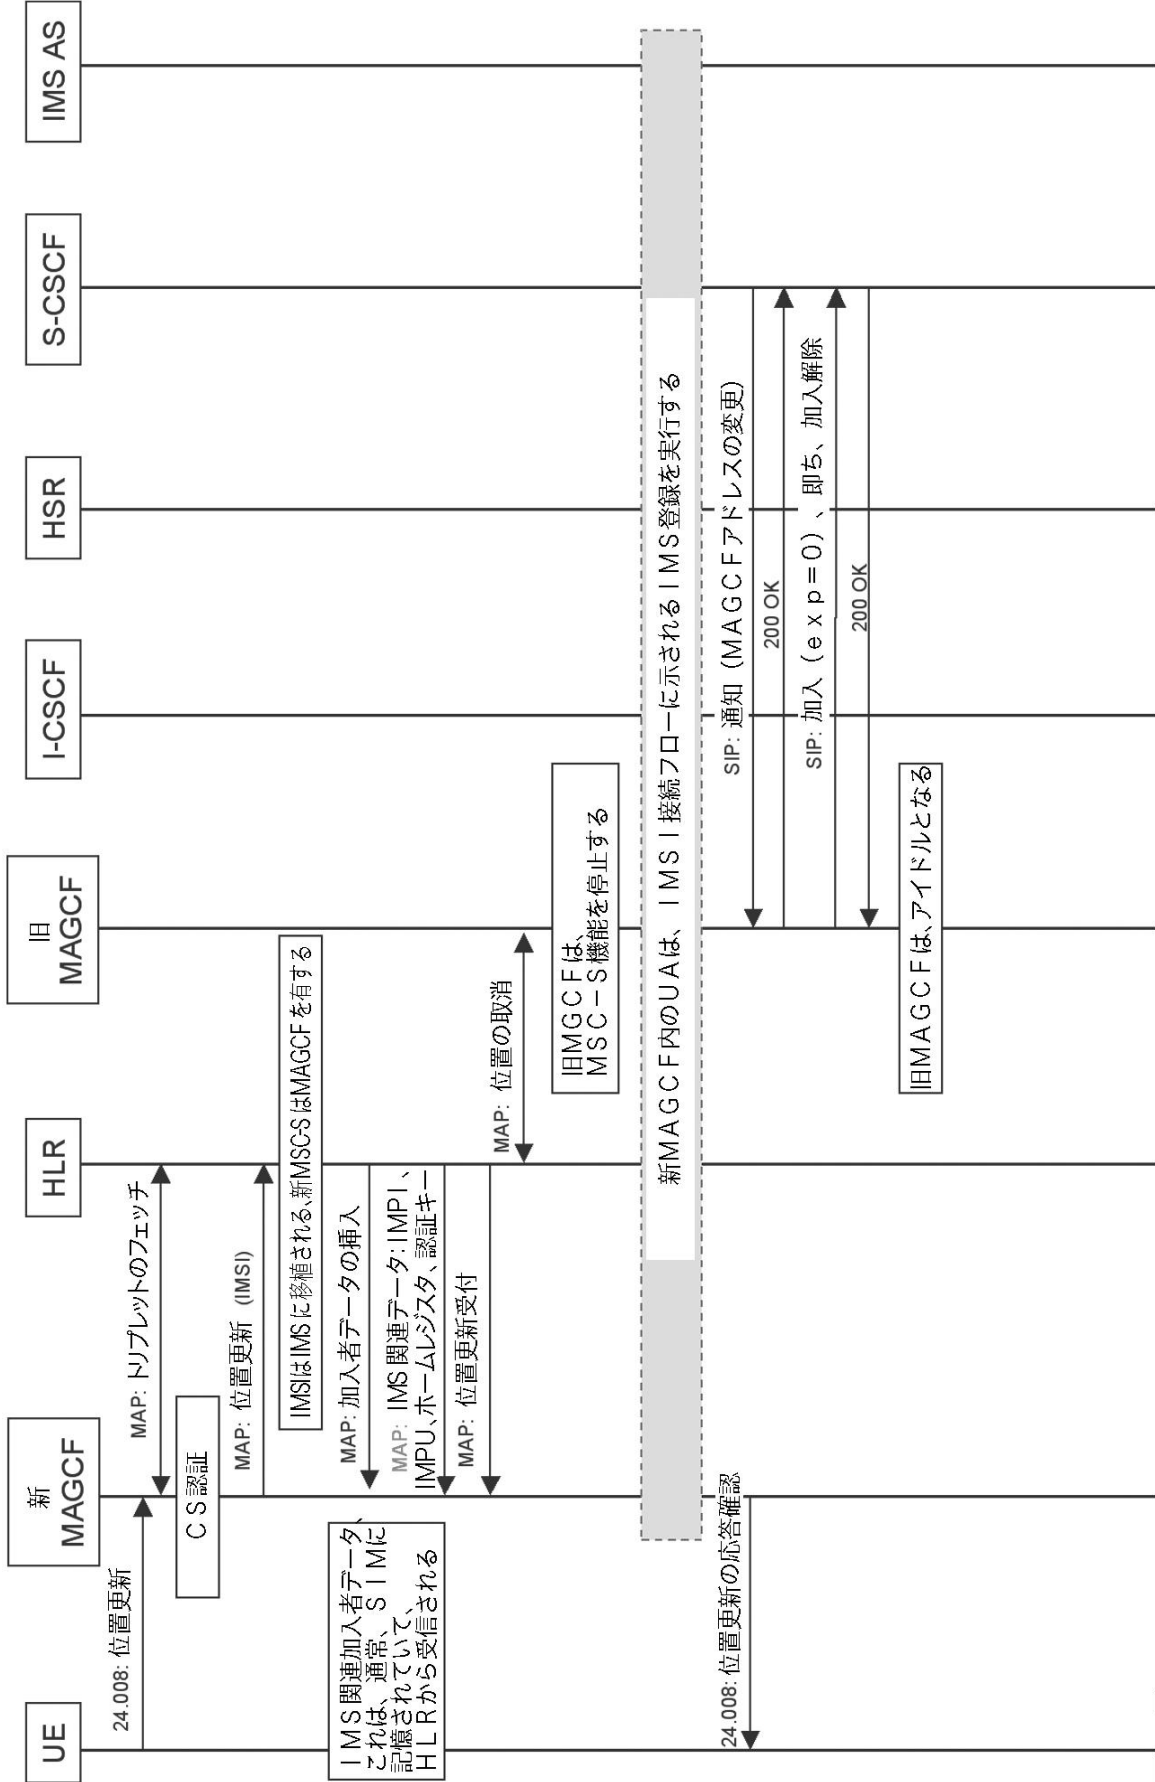 UE
新
MAGCF
HLR
旧
MAGCF
I-CSCF
HSR
S-CSCF
IMS AS
24.008: 位置更新
MAP: トリプレットのフェッチ
CS認証
MAP: 位置更新 (IMSI)
IMSIはIMSに移植される、新MSC-SはMAGCFを有する
IMS関連加入者データ、
これは、通常、SIMに
記憶されていて、
HLRから受信される
MAP: 加入者データの挿入
MAP: IMS関連データ:IMPI、
IMPU、ホームレジスタ、認証キー
MAP: 位置更新受付
MAP: 位置の取消
旧MGCFは、
MSC-S機能を停止する
新MAGCF内のUAは、IMSI接続フローに示されるIMS登録を実行する
24.008: 位置更新の応答確認
SIP: 通知(MAGCFアドレスの変更)
200 OK
SIP: 加入(exp=0)、即ち、加入解除
200 OK
旧MAGCFは、アイドルとなる